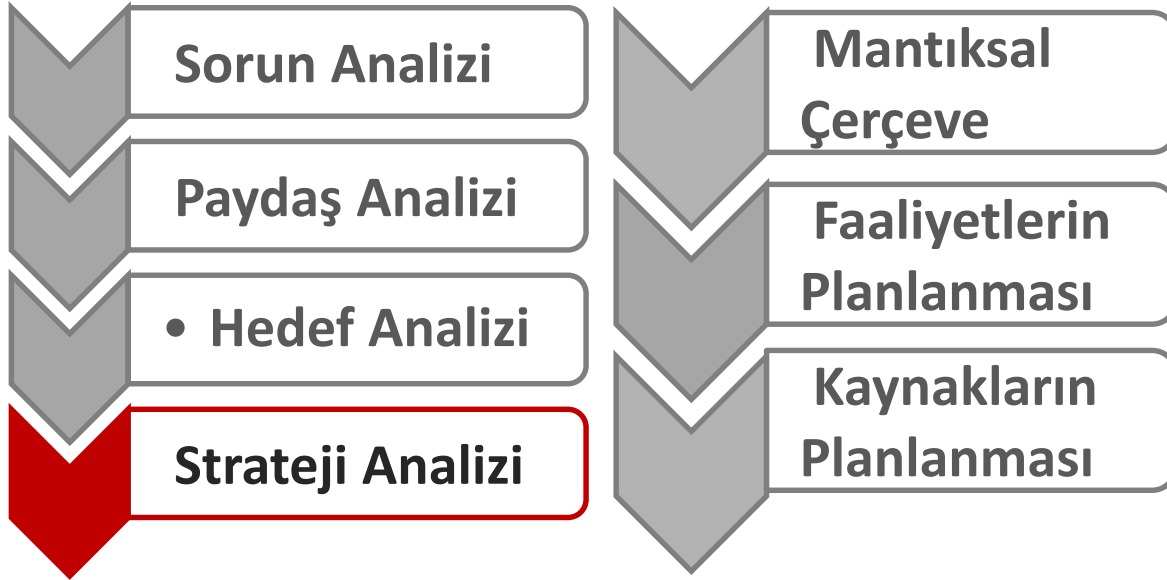 Sorun Analizi
Paydaş Analizi
• Hedef Analizi
Strateji Analizi
Mantıksal
Çerçeve
Faaliyetlerin
Planlanması
Kaynakların
Planlanması